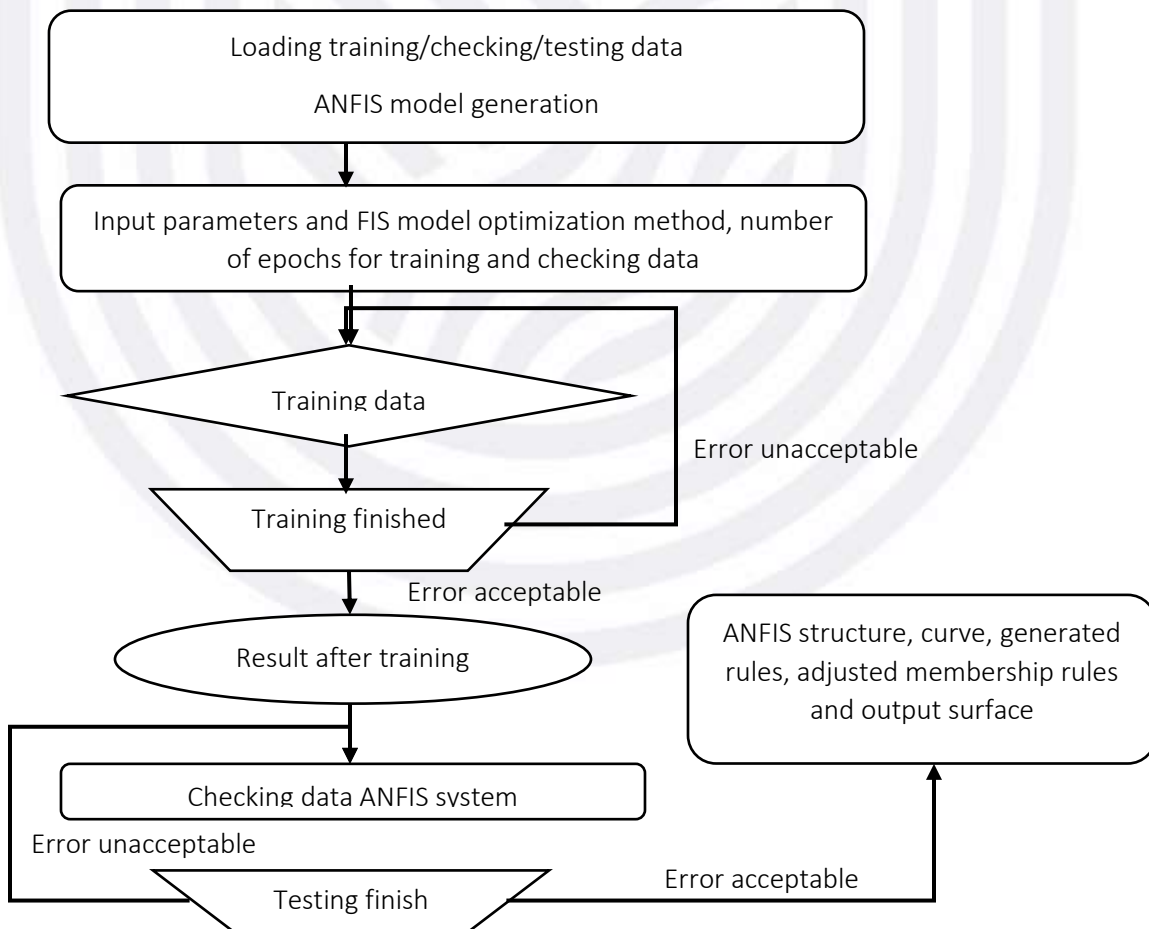 Loading training/checking/testing data
ANFIS model generation
Input parameters and FIS model optimization method, number
of epochs for training and checking data
Training data
Error unacceptable
Training finished
Error acceptable
Result after training
ANFIS structure, curve, generated
rules, adjusted membership rules
and output surface
Checking data ANFIS system
Error unacceptable
Error acceptable
Testing finish